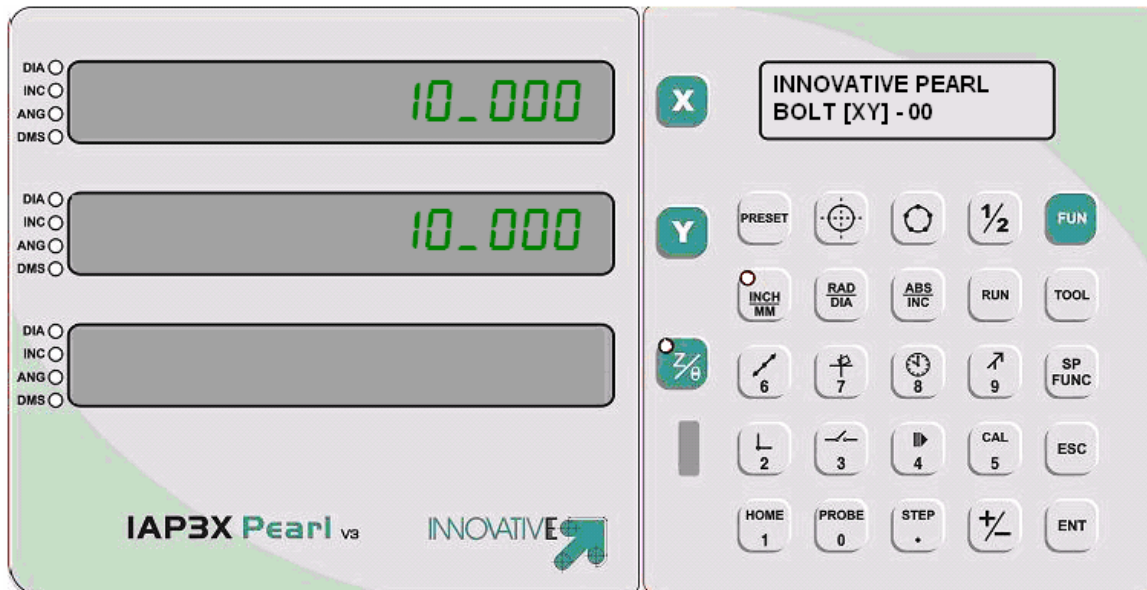 DIA
INC
ANG
DMS
10_000
X
INNOVATIVE PEARL
BOLT [XY] - 00
DIA
INC
ANG
DMS
10_000
Y
PRESET
1/2
FUN
INCH
MM
RAD
DIA
ABS
INC
RUN
TOOL
DIA
INC
ANG
DMS
Z/θ
6
7
8
9
SP
FUNC
2
3
4
CAL
5
ESC
HOME
1
PROBE
0
STEP
.
+/-
ENT
IAP3X Pearl V3
INNOVATIVE